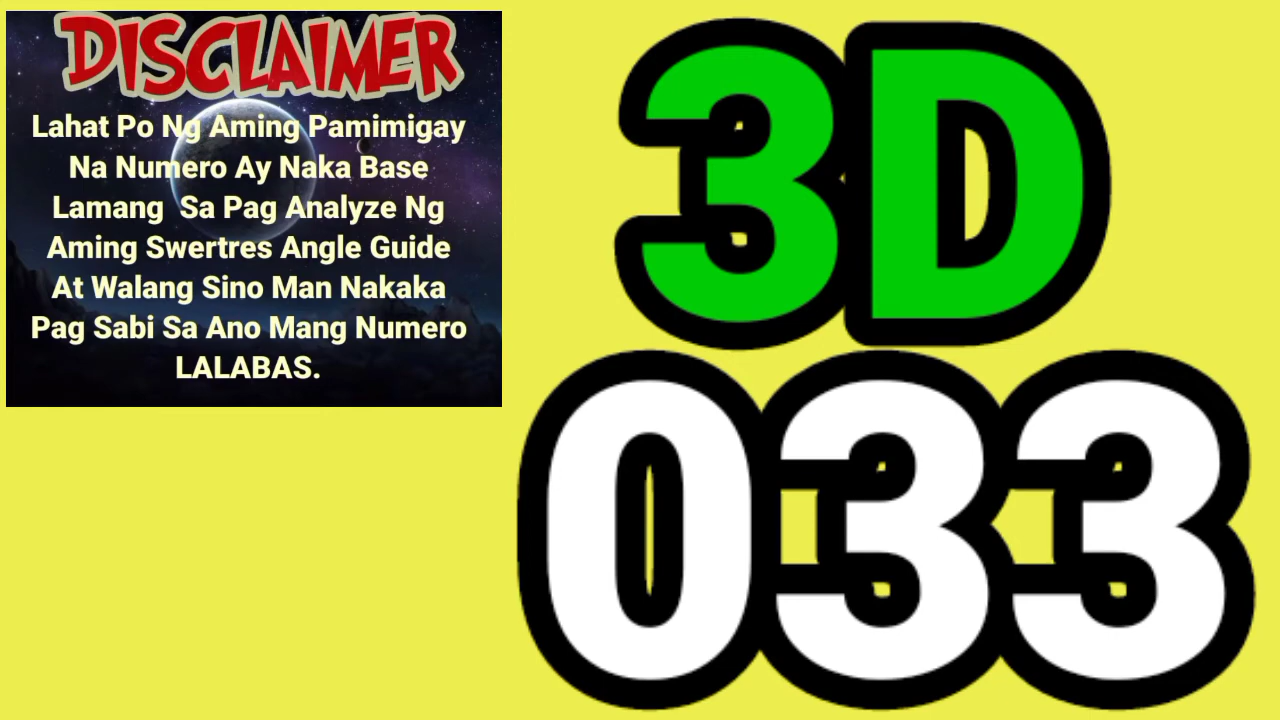 DISCLAIMER
Lahat Po Ng Aming Pamimigay
Na Numero Ay Naka Base
Lamang Sa Pag Analyze Ng
Aming Swertres Angle Guide
At Walang Sino Man Nakaka
Pag Sabi Sa Ano Mang Numero
LALABAS.
3D
033